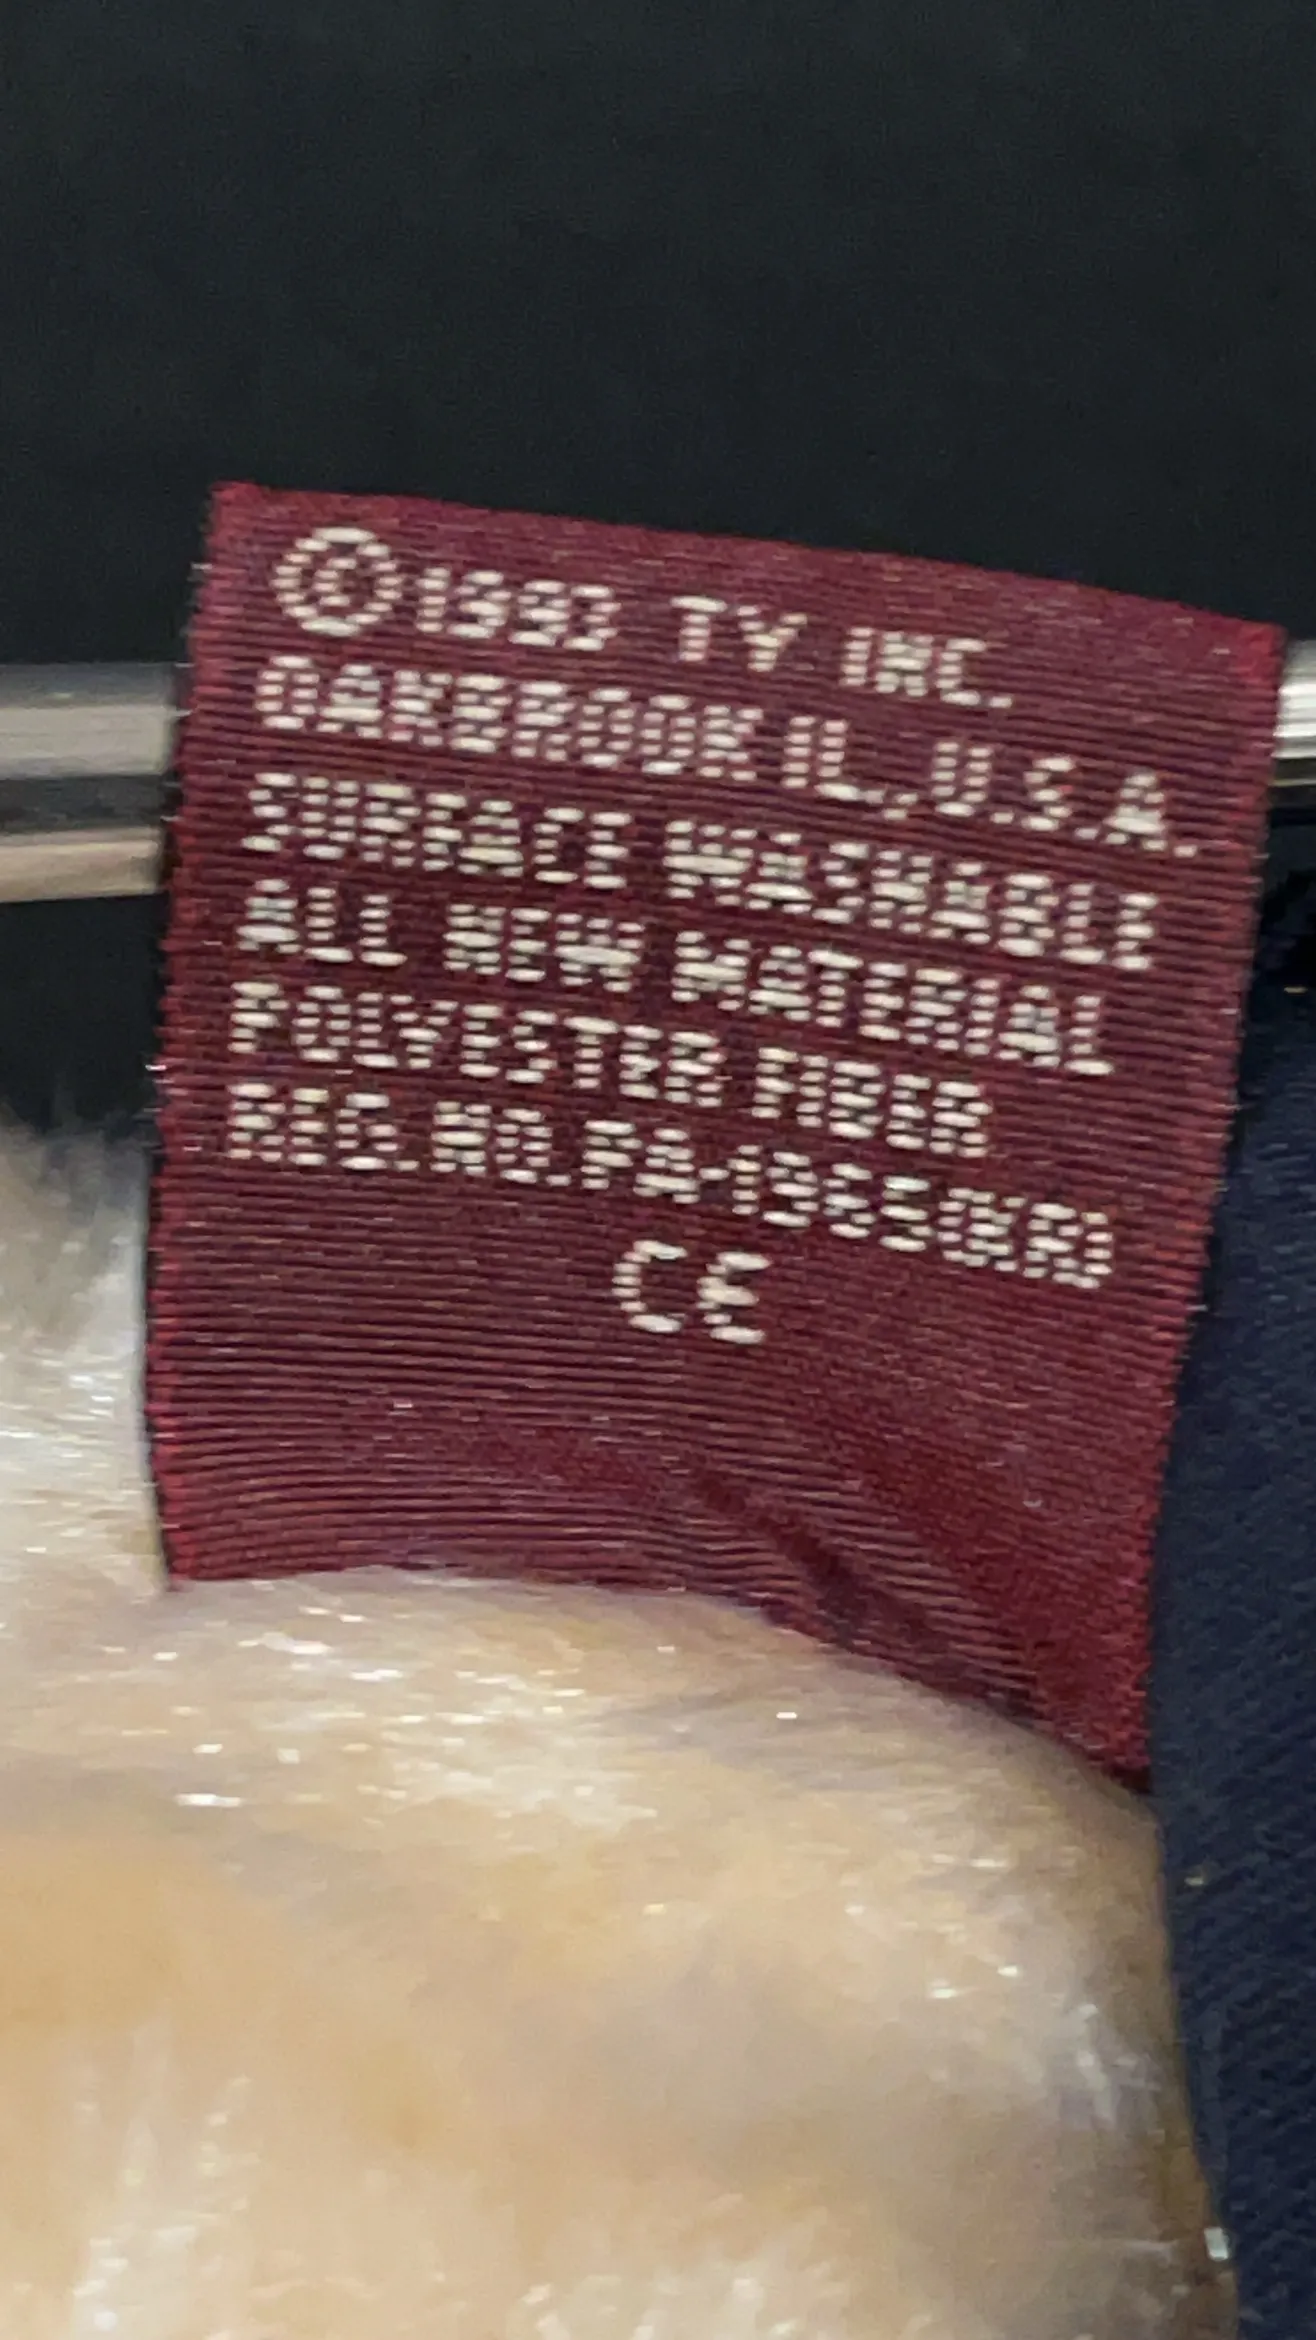 ©1993 TY INC.
OAKBROOK IL., U.S.A.
SURFACE WASHABLE
ALL NEW MATERIAL
POLYESTER FIBER
REG.NO.PA-1965(KR)
CE